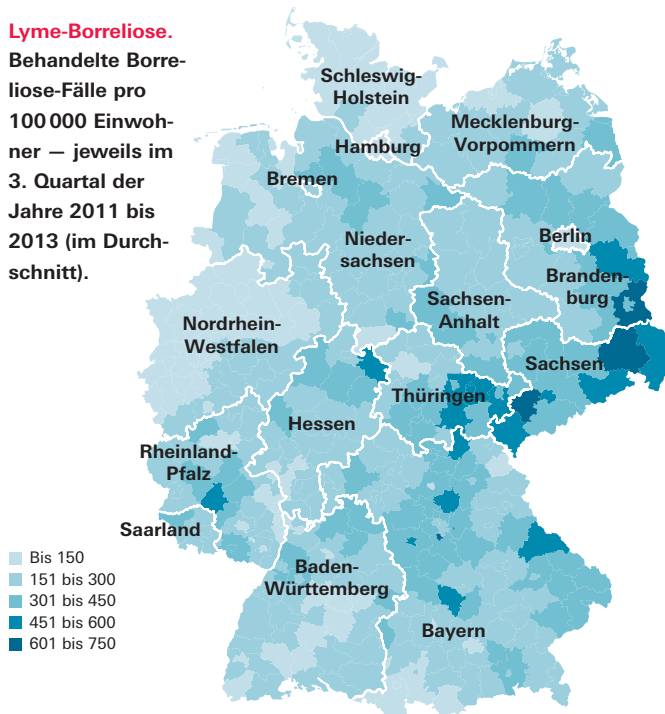 Lyme-Borreliose.
Behandelte Borre-
liose-Fälle pro
100 000 Einwoh-
ner — jeweils im
3. Quartal der
Jahre 2011 bis
2013 (im Durch-
schnitt).
Schleswig-
Holstein
Mecklenburg-
Vorpommern
Hamburg
Bremen
Berlin
Nieder-
sachsen
Branden-
burg
Sachsen-
Anhalt
Nordrhein-
Westfalen
Sachsen
Thüringen
Hessen
Rheinland-
Pfalz
Saarland
Baden-
Württemberg
Bayern
Bis 150
151 bis 300
301 bis 450
451 bis 600
601 bis 750